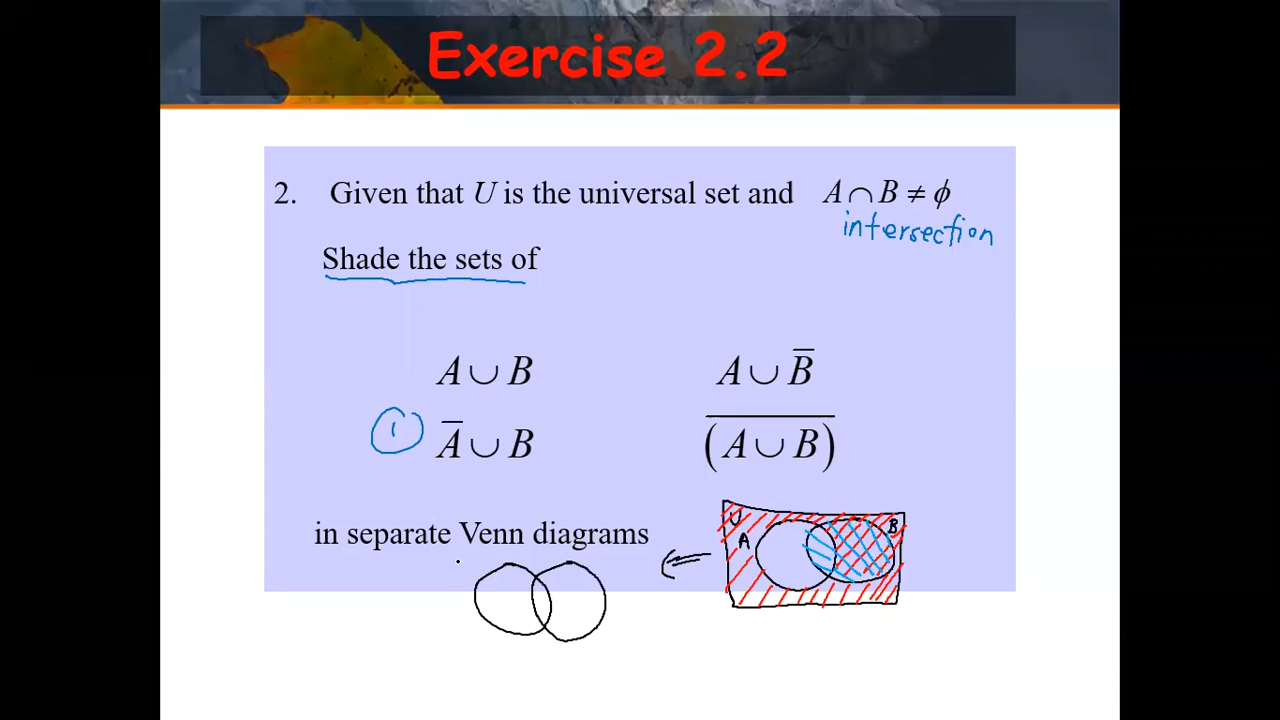 Exercise 2.2
2. Given that U is the universal set and A ∩ B ≠ ϕ
intersection
Shade the sets of
A ∪ B A ∪ B̅
① A̅ ∪ B \overline{(A ∪ B)}
in separate Venn diagrams
U
A B